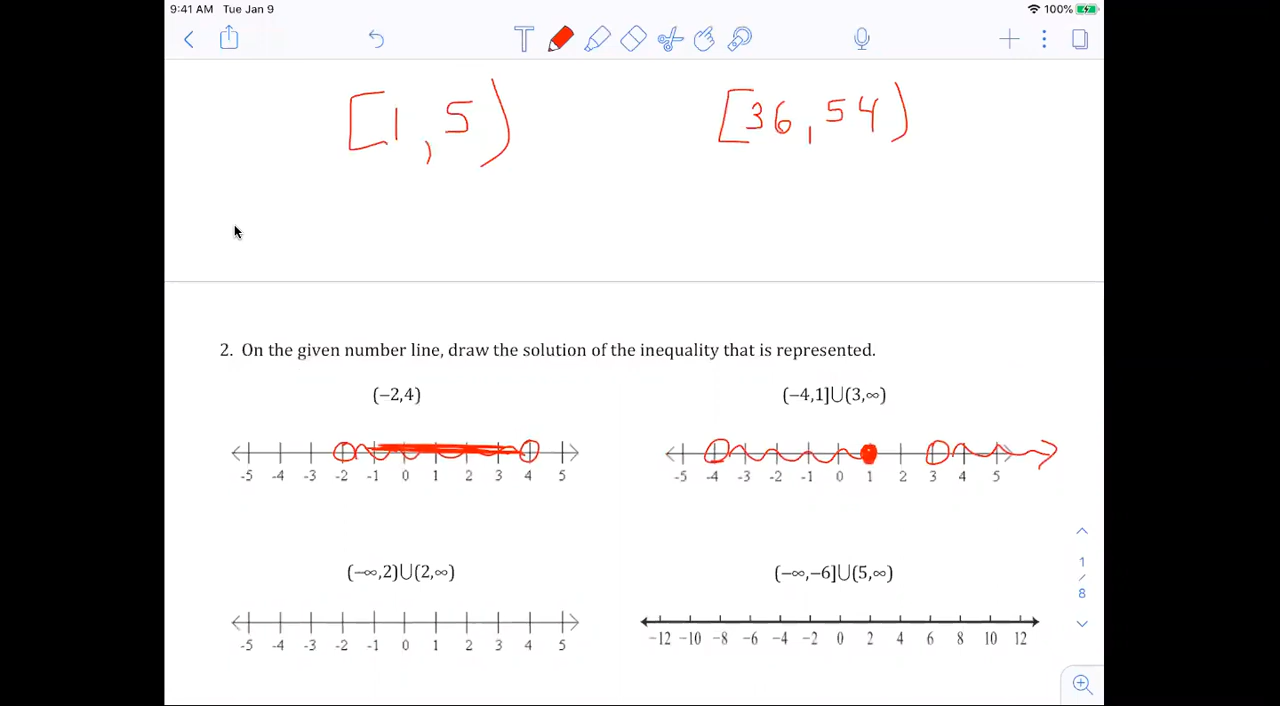 9:41 AM Tue Jan 9 100%
T
[1, 5) [36, 54)
2. On the given number line, draw the solution of the inequality that is represented.
(−2,4) (−4,1]⋃(3,∞)
-5 -4 -3 -2 -1 0 1 2 3 4 5 -5 -4 -3 -2 -1 0 1 2 3 4 5
(−∞,2)⋃(2,∞) (−∞,−6]⋃(5,∞)
-5 -4 -3 -2 -1 0 1 2 3 4 5 −12 −10 −8 −6 −4 −2 0 2 4 6 8 10 12
1
/
8